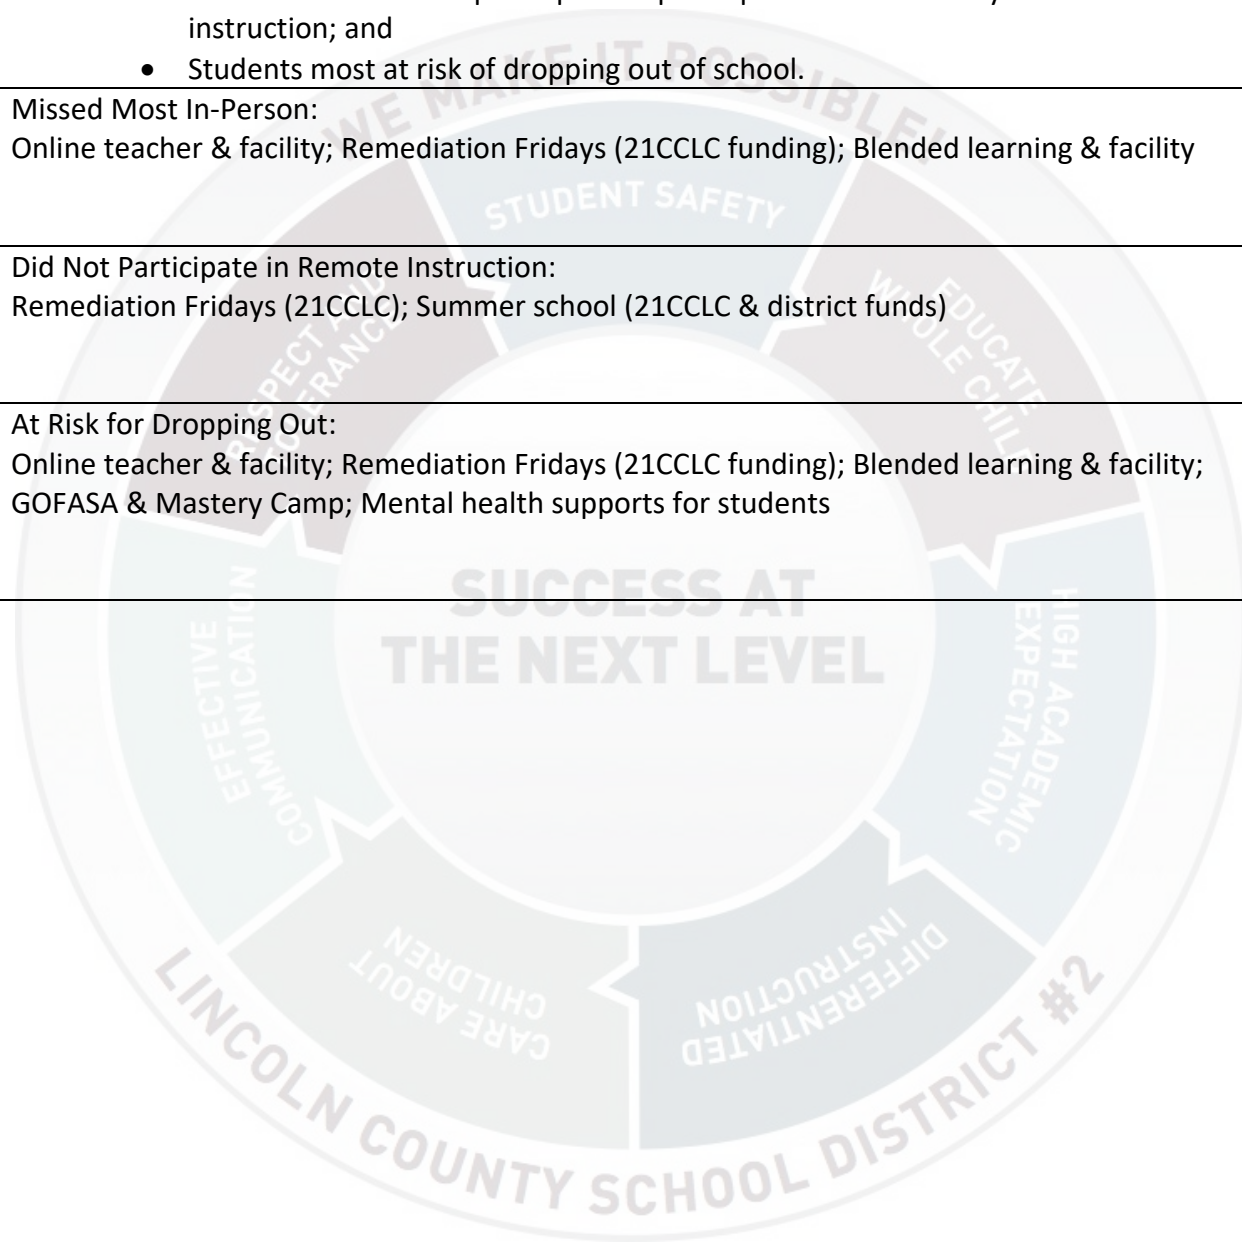 instruction; and
• Students most at risk of dropping out of school.
Missed Most In-Person:
Online teacher & facility; Remediation Fridays (21CCLC funding); Blended learning & facility
Did Not Participate in Remote Instruction:
Remediation Fridays (21CCLC); Summer school (21CCLC & district funds)
At Risk for Dropping Out:
Online teacher & facility; Remediation Fridays (21CCLC funding); Blended learning & facility;
GOFASA & Mastery Camp; Mental health supports for students
WE MAKE IT POSSIBLE!
STUDENT SAFETY
RESPECT AND
TOLERANCE
EDUCATE
WHOLE CHILD
SUCCESS AT
THE NEXT LEVEL
EFFECTIVE
COMMUNICATION
HIGH ACADEMIC
EXPECTATION
CARE ABOUT
CHILDREN
DIFFERENTIATED
INSTRUCTION
LINCOLN COUNTY SCHOOL DISTRICT #2